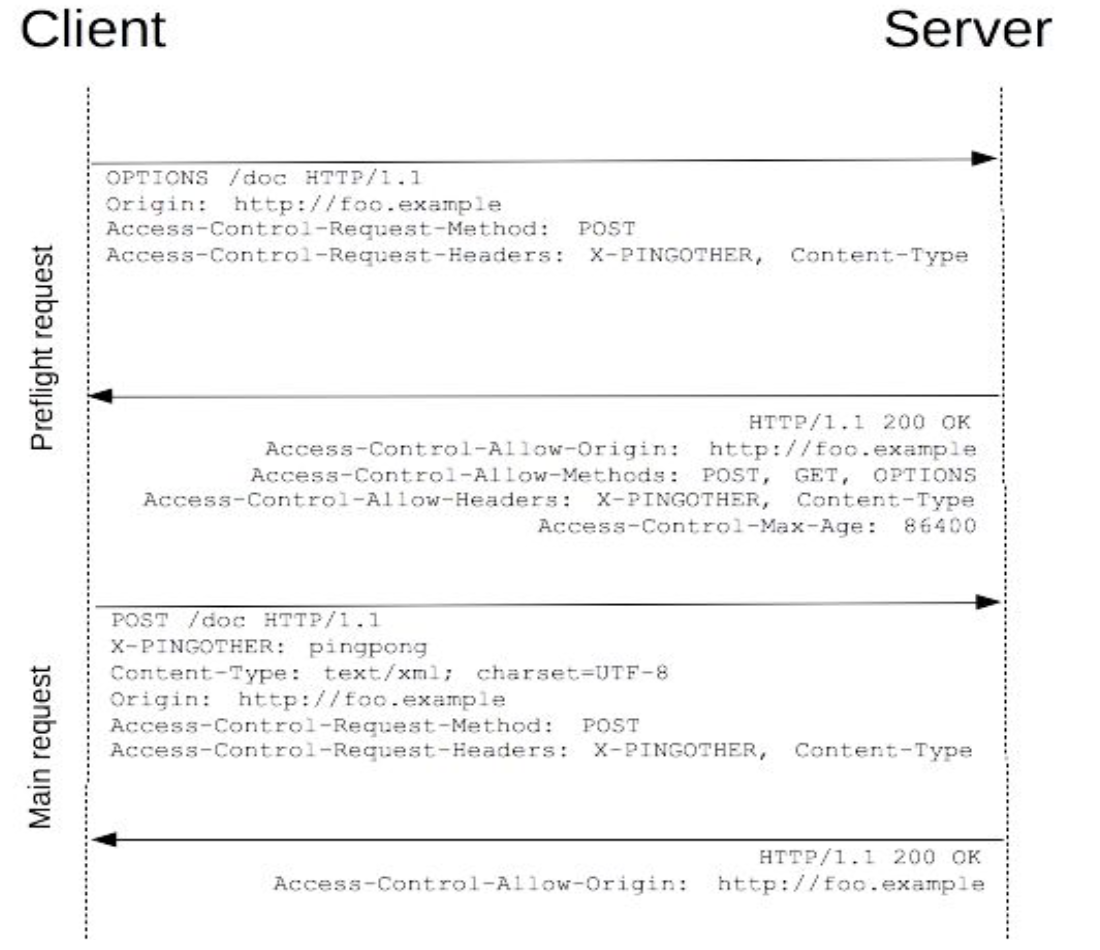 Client
Server
Preflight request
OPTIONS /doc HTTP/1.1
Origin: http://foo.example
Access-Control-Request-Method: POST
Access-Control-Request-Headers: X-PINGOTHER, Content-Type
HTTP/1.1 200 OK
Access-Control-Allow-Origin: http://foo.example
Access-Control-Allow-Methods: POST, GET, OPTIONS
Access-Control-Allow-Headers: X-PINGOTHER, Content-Type
Access-Control-Max-Age: 86400
Main request
POST /doc HTTP/1.1
X-PINGOTHER: pingpong
Content-Type: text/xml; charset=UTF-8
Origin: http://foo.example
Access-Control-Request-Method: POST
Access-Control-Request-Headers: X-PINGOTHER, Content-Type
HTTP/1.1 200 OK
Access-Control-Allow-Origin: http://foo.example